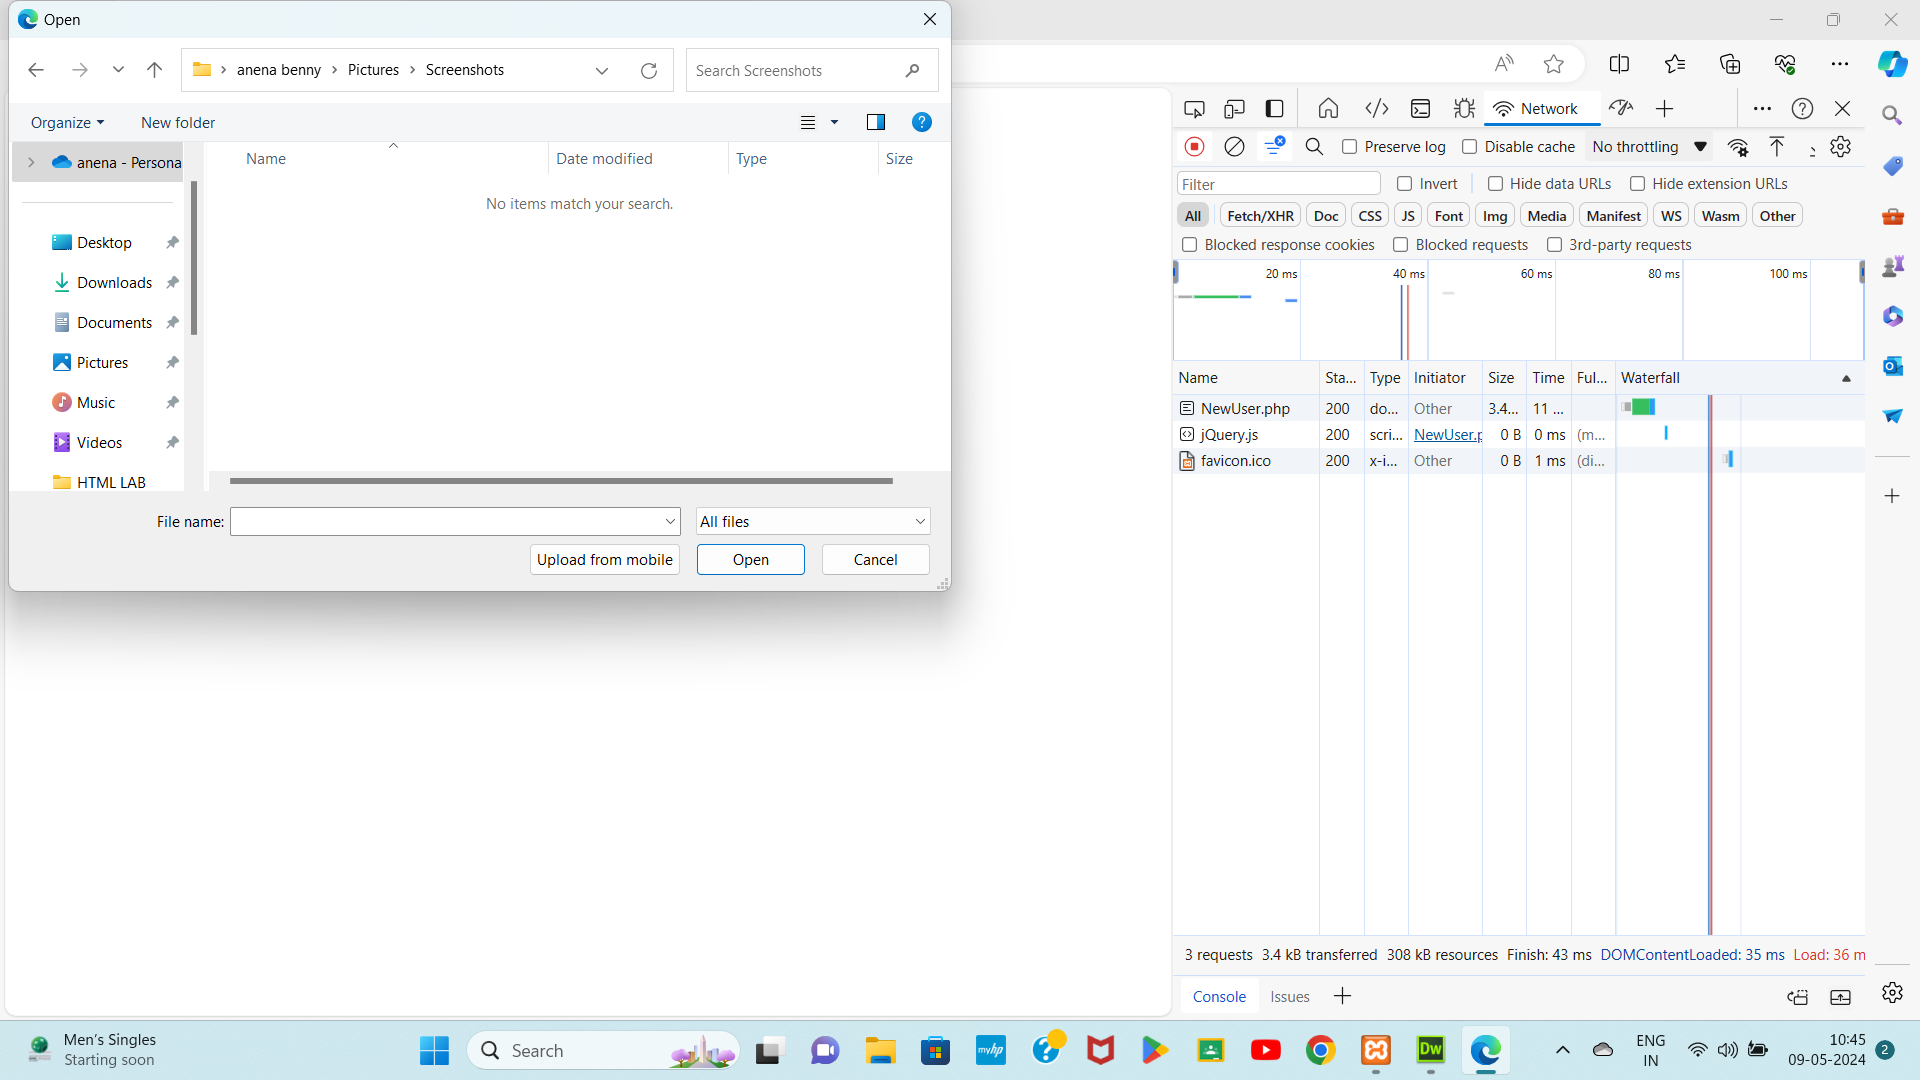 Open
anena benny > Pictures > Screenshots
Search Screenshots
Organize
New folder
Name
Date modified
Type
Size
No items match your search.
anena - Persona
Desktop
Downloads
Documents
Pictures
Music
Videos
HTML LAB
File name:
All files
Upload from mobile
Open
Cancel
Network
Preserve log
Disable cache
No throttling
Filter
Invert
Hide data URLs
Hide extension URLs
All Fetch/XHR Doc CSS JS Font Img Media Manifest WS Wasm Other
Blocked response cookies
Blocked requests
3rd-party requests
20 ms 40 ms 60 ms 80 ms 100 ms
Name Sta... Type Initiator Size Time Ful... Waterfall
NewUser.php 200 do... Other 3.4... 11 ...
jQuery.js 200 scri... NewUser.p 0 B 0 ms (m...
favicon.ico 200 x-i... Other 0 B 1 ms (di...
3 requests 3.4 kB transferred 308 kB resources Finish: 43 ms DOMContentLoaded: 35 ms Load: 36 m
Console Issues
Men's Singles
Starting soon
Search
myhp
Dw
ENG
IN
10:45
09-05-2024
2